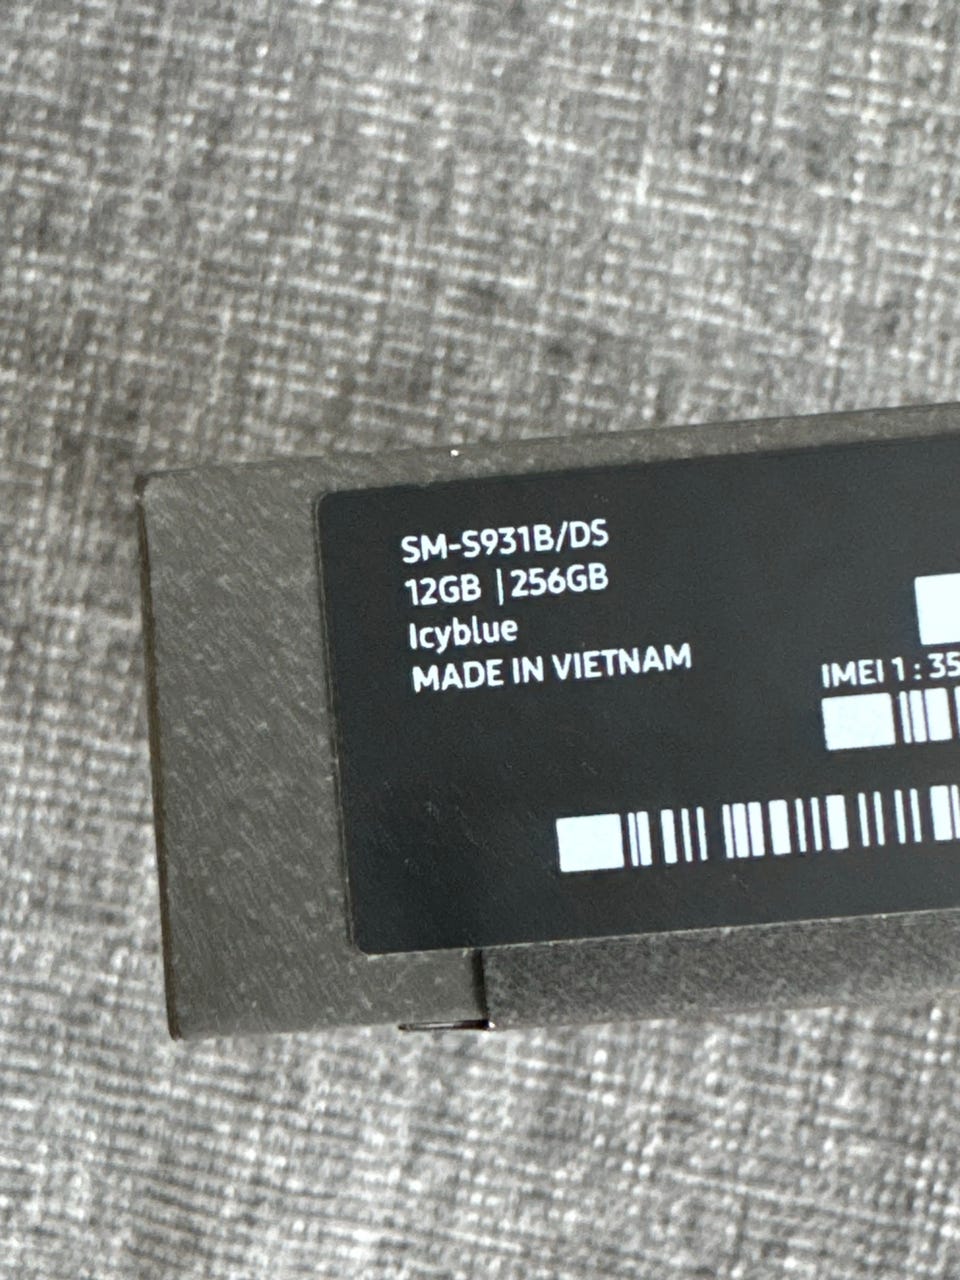 SM-S931B/DS
12GB | 256GB
Icyblue
MADE IN VIETNAM
IMEI 1 : 35